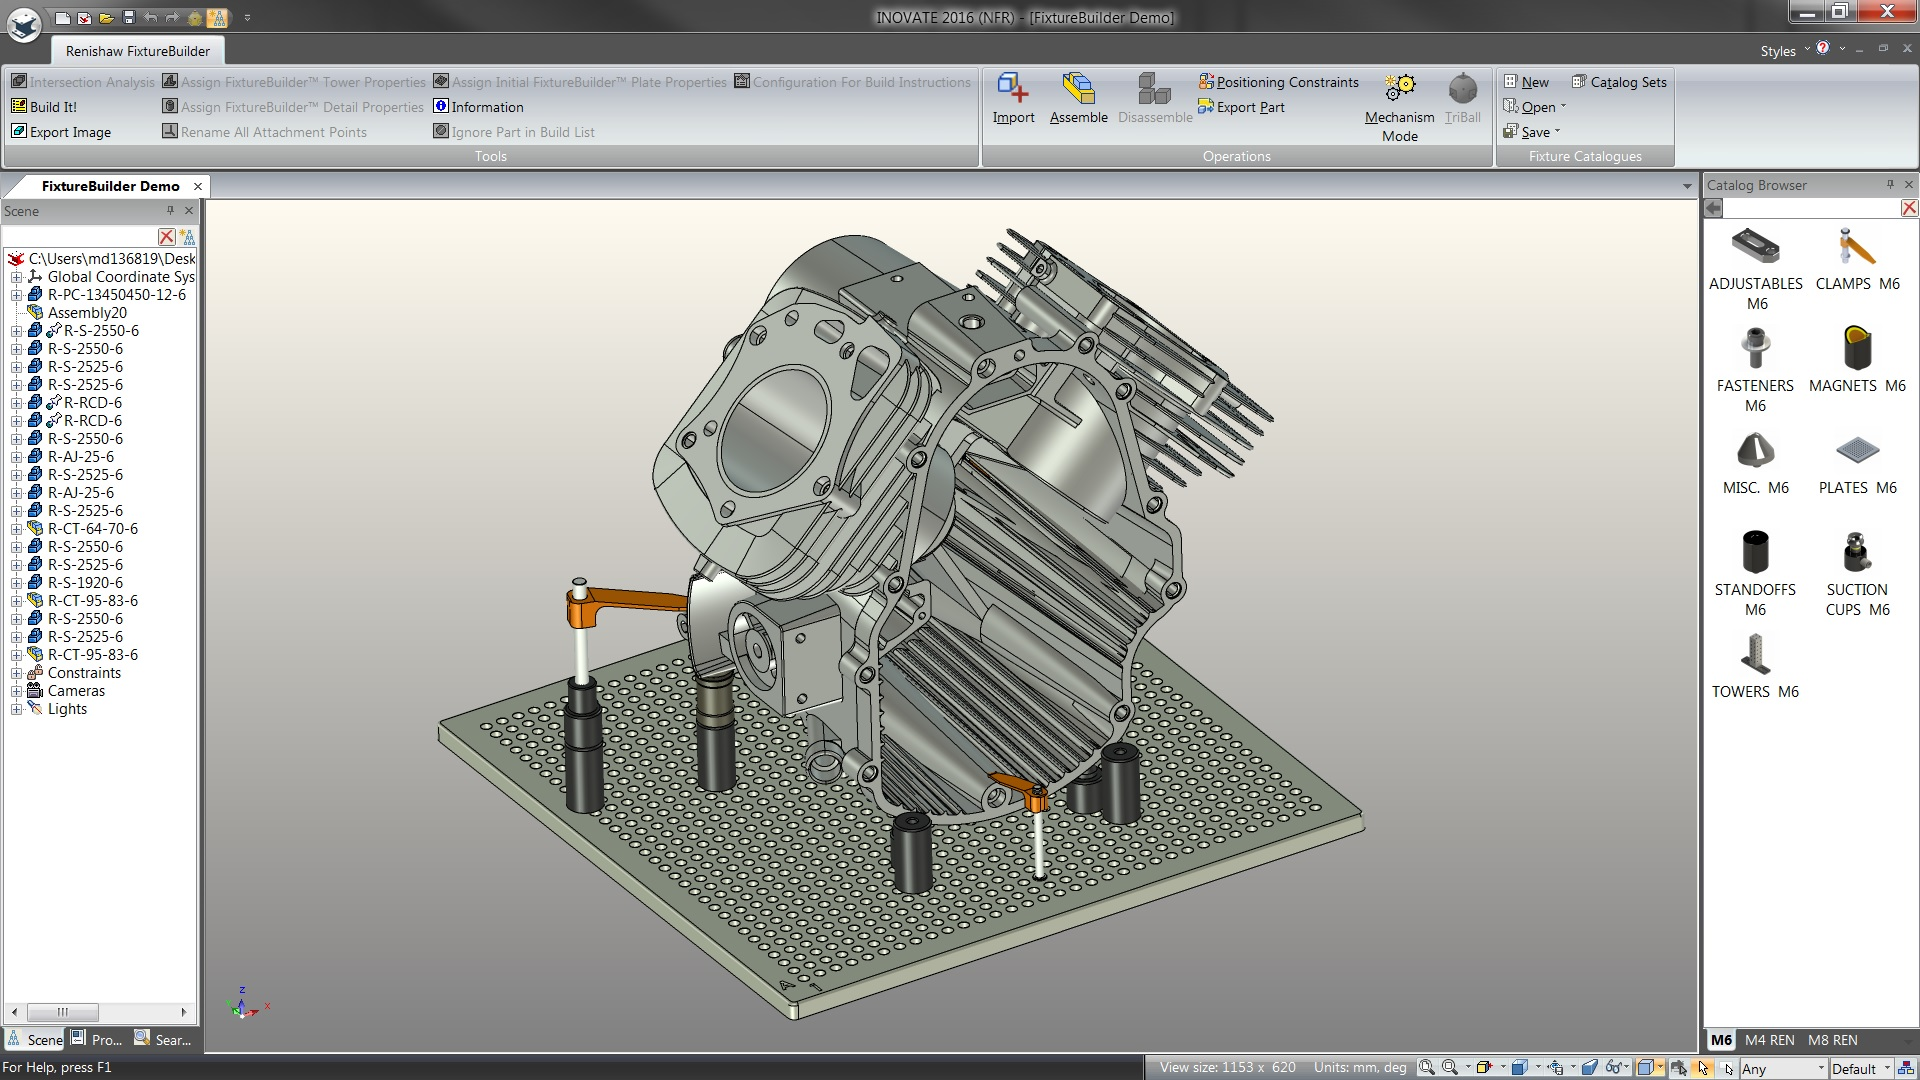 INOVATE 2016 (NFR) - [FixtureBuilder Demo]
Renishaw FixtureBuilder
Styles
Intersection Analysis
Assign FixtureBuilder™ Tower Properties
Assign Initial FixtureBuilder™ Plate Properties
Configuration For Build Instructions
Build It!
Assign FixtureBuilder™ Detail Properties
Information
Export Image
Rename All Attachment Points
Ignore Part in Build List
Tools
Import
Assemble
Disassemble
Positioning Constraints
Export Part
Mechanism
Mode
TriBall
Operations
New
Catalog Sets
Open
Save
Fixture Catalogues
FixtureBuilder Demo
Scene
C:\Users\md136819\Desk
Global Coordinate Sys
R-PC-13450450-12-6
Assembly20
R-S-2550-6
R-S-2550-6
R-S-2525-6
R-S-2525-6
R-RCD-6
R-RCD-6
R-S-2550-6
R-AJ-25-6
R-S-2525-6
R-AJ-25-6
R-S-2525-6
R-CT-64-70-6
R-S-2550-6
R-S-2525-6
R-S-1920-6
R-CT-95-83-6
R-S-2550-6
R-S-2525-6
R-CT-95-83-6
Constraints
Cameras
Lights
Scene
Pro...
Sear...
A 1
Z
X
Y
Catalog Browser
ADJUSTABLES
M6
CLAMPS M6
FASTENERS
M6
MAGNETS M6
MISC. M6
PLATES M6
STANDOFFS
M6
SUCTION
CUPS M6
TOWERS M6
M6
M4 REN
M8 REN
For Help, press F1
View size: 1153 x 620
Units: mm, deg
Any
Default